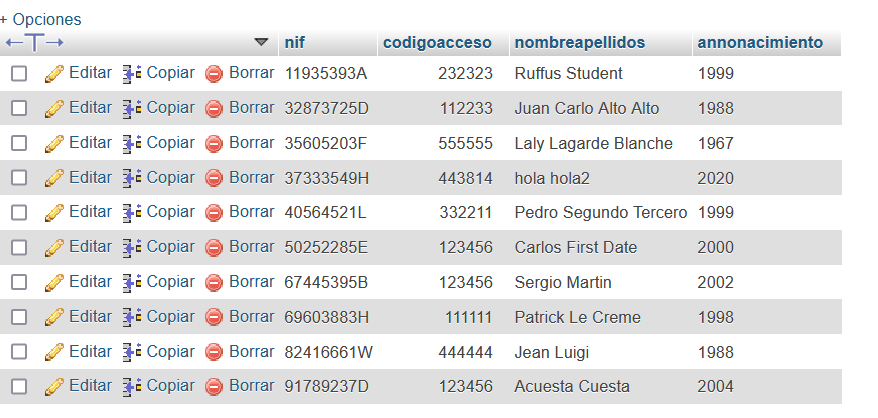 + Opciones
nif codigoacceso nombreapellidos annonacimiento
Editar Copiar Borrar 11935393A 232323 Ruffus Student 1999
Editar Copiar Borrar 32873725D 112233 Juan Carlo Alto Alto 1988
Editar Copiar Borrar 35605203F 555555 Laly Lagarde Blanche 1967
Editar Copiar Borrar 37333549H 443814 hola hola2 2020
Editar Copiar Borrar 40564521L 332211 Pedro Segundo Tercero 1999
Editar Copiar Borrar 50252285E 123456 Carlos First Date 2000
Editar Copiar Borrar 67445395B 123456 Sergio Martin 2002
Editar Copiar Borrar 69603883H 111111 Patrick Le Creme 1998
Editar Copiar Borrar 82416661W 444444 Jean Luigi 1988
Editar Copiar Borrar 91789237D 123456 Acuesta Cuesta 2004